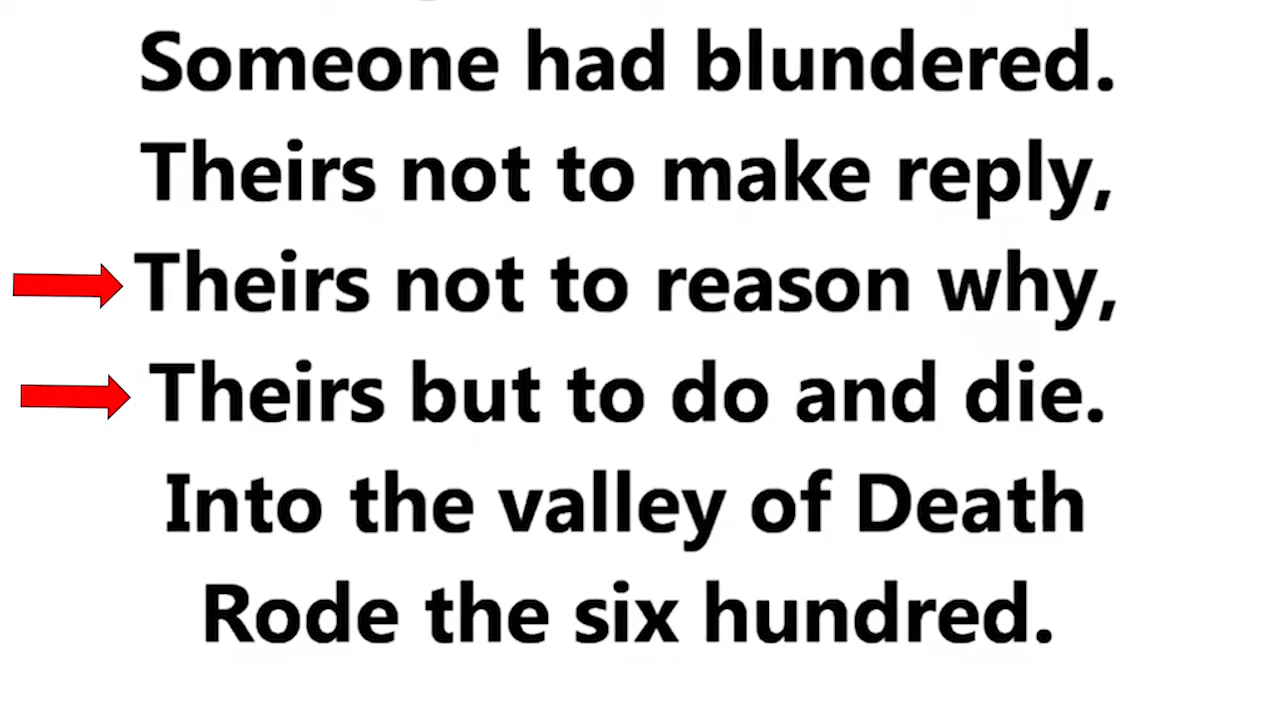 Someone had blundered.
Theirs not to make reply,
Theirs not to reason why,
Theirs but to do and die.
Into the valley of Death
Rode the six hundred.